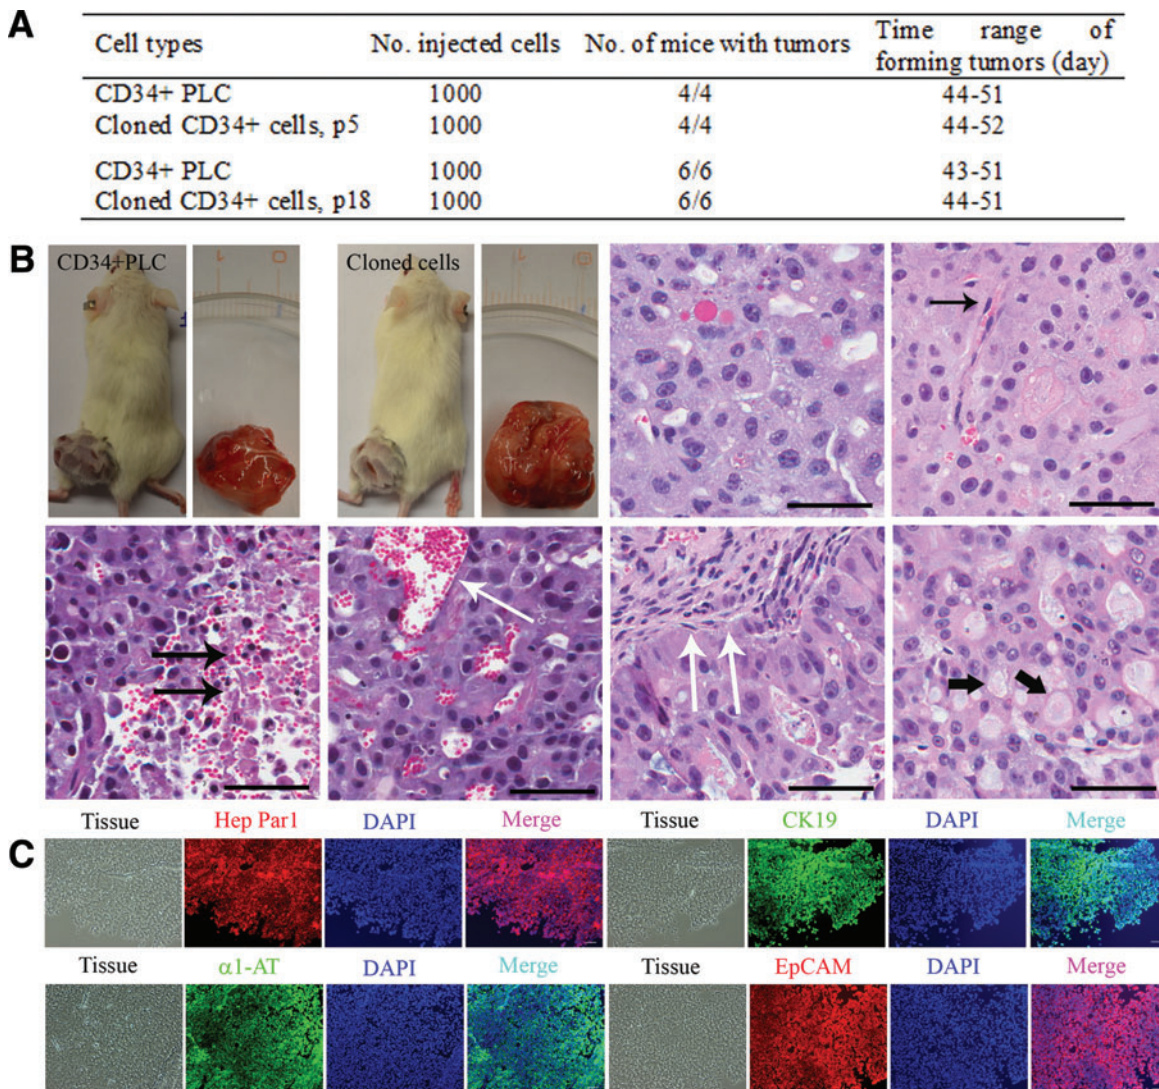 A
Cell types No. injected cells No. of mice with tumors Time range of
forming tumors (day)
CD34+ PLC 1000 4/4 44-51
Cloned CD34+ cells, p5 1000 4/4 44-52
CD34+ PLC 1000 6/6 43-51
Cloned CD34+ cells, p18 1000 6/6 44-51
B
CD34+PLC Cloned cells
Tissue Hep Par1 DAPI Merge Tissue CK19 DAPI Merge
C
Tissue α1-AT DAPI Merge Tissue EpCAM DAPI Merge